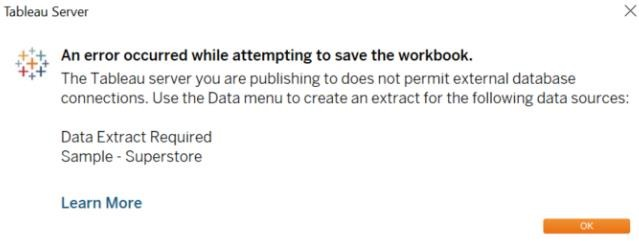 Tableau Server
An error occurred while attempting to save the workbook.
The Tableau server you are publishing to does not permit external database
connections. Use the Data menu to create an extract for the following data sources:
Data Extract Required
Sample - Superstore
Learn More
OK